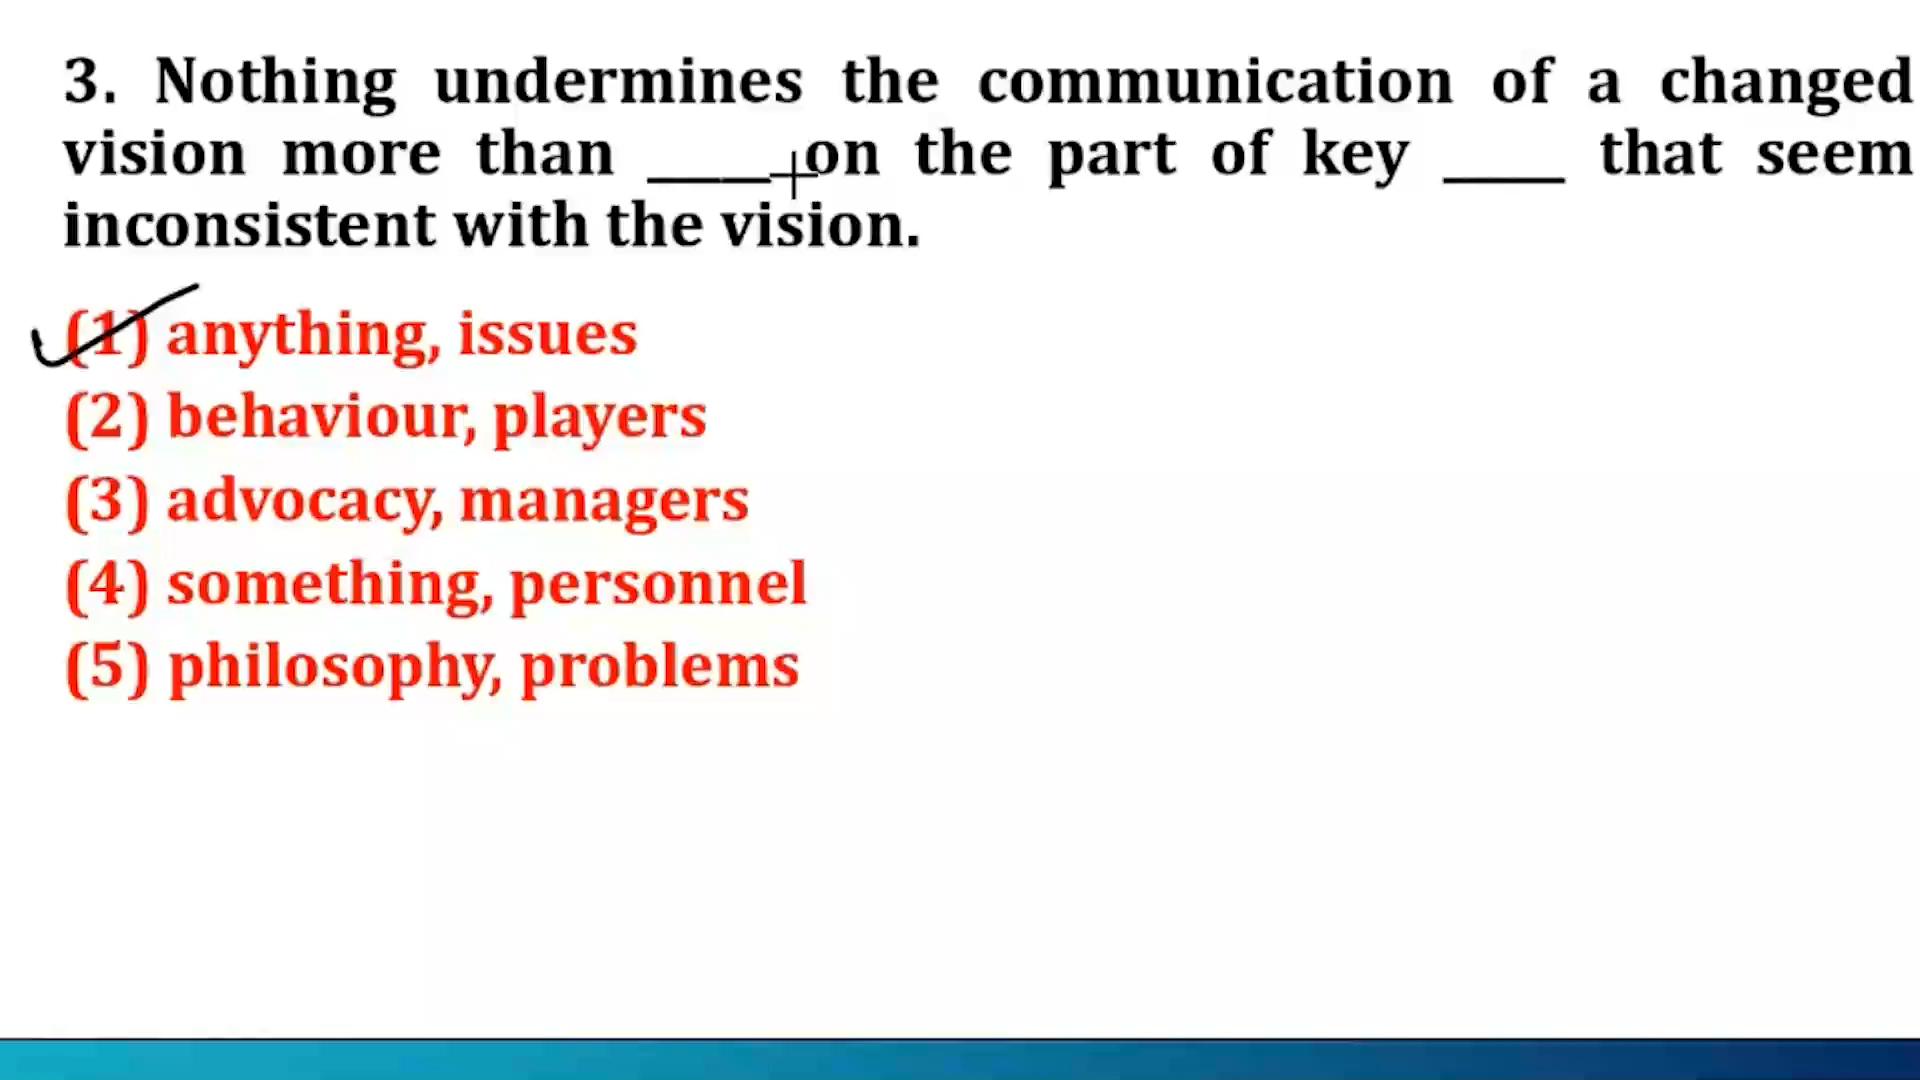 3. Nothing undermines the communication of a changed
vision more than _____ on the part of key ____ that seem
inconsistent with the vision.
(1) anything, issues
(2) behaviour, players
(3) advocacy, managers
(4) something, personnel
(5) philosophy, problems